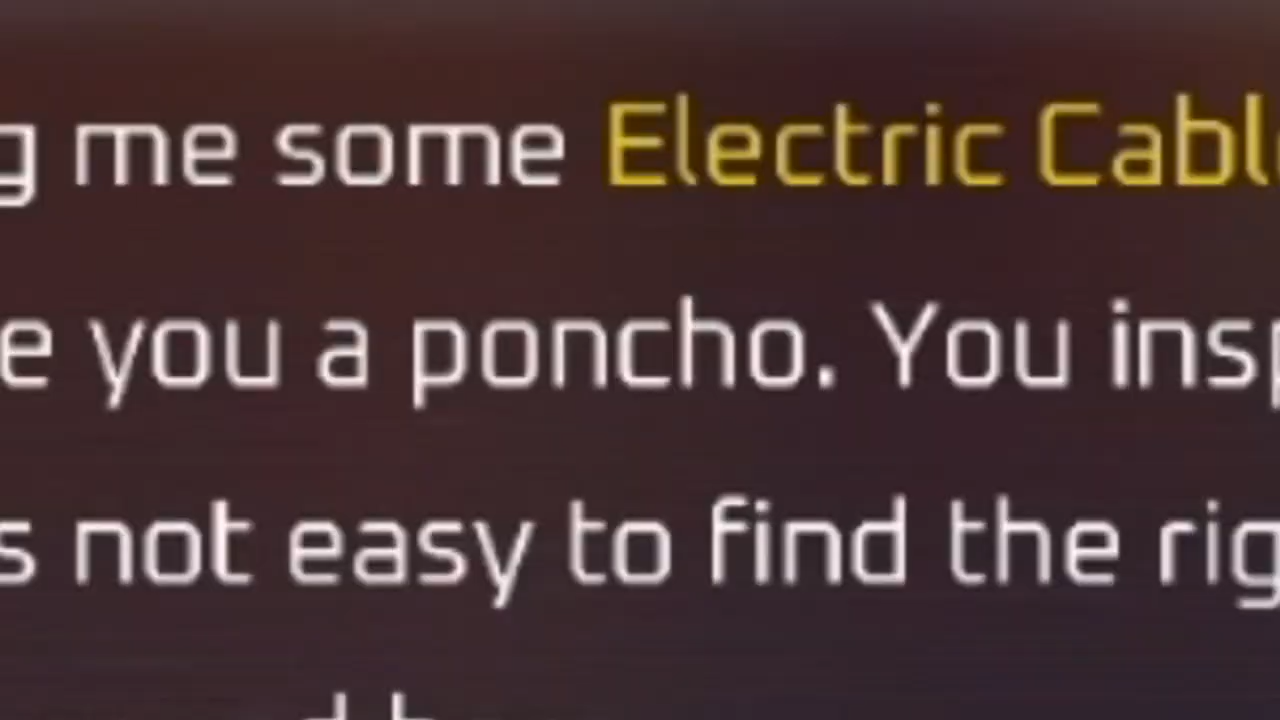 g me some Electric Cabl
e you a poncho. You insp
s not easy to find the rig